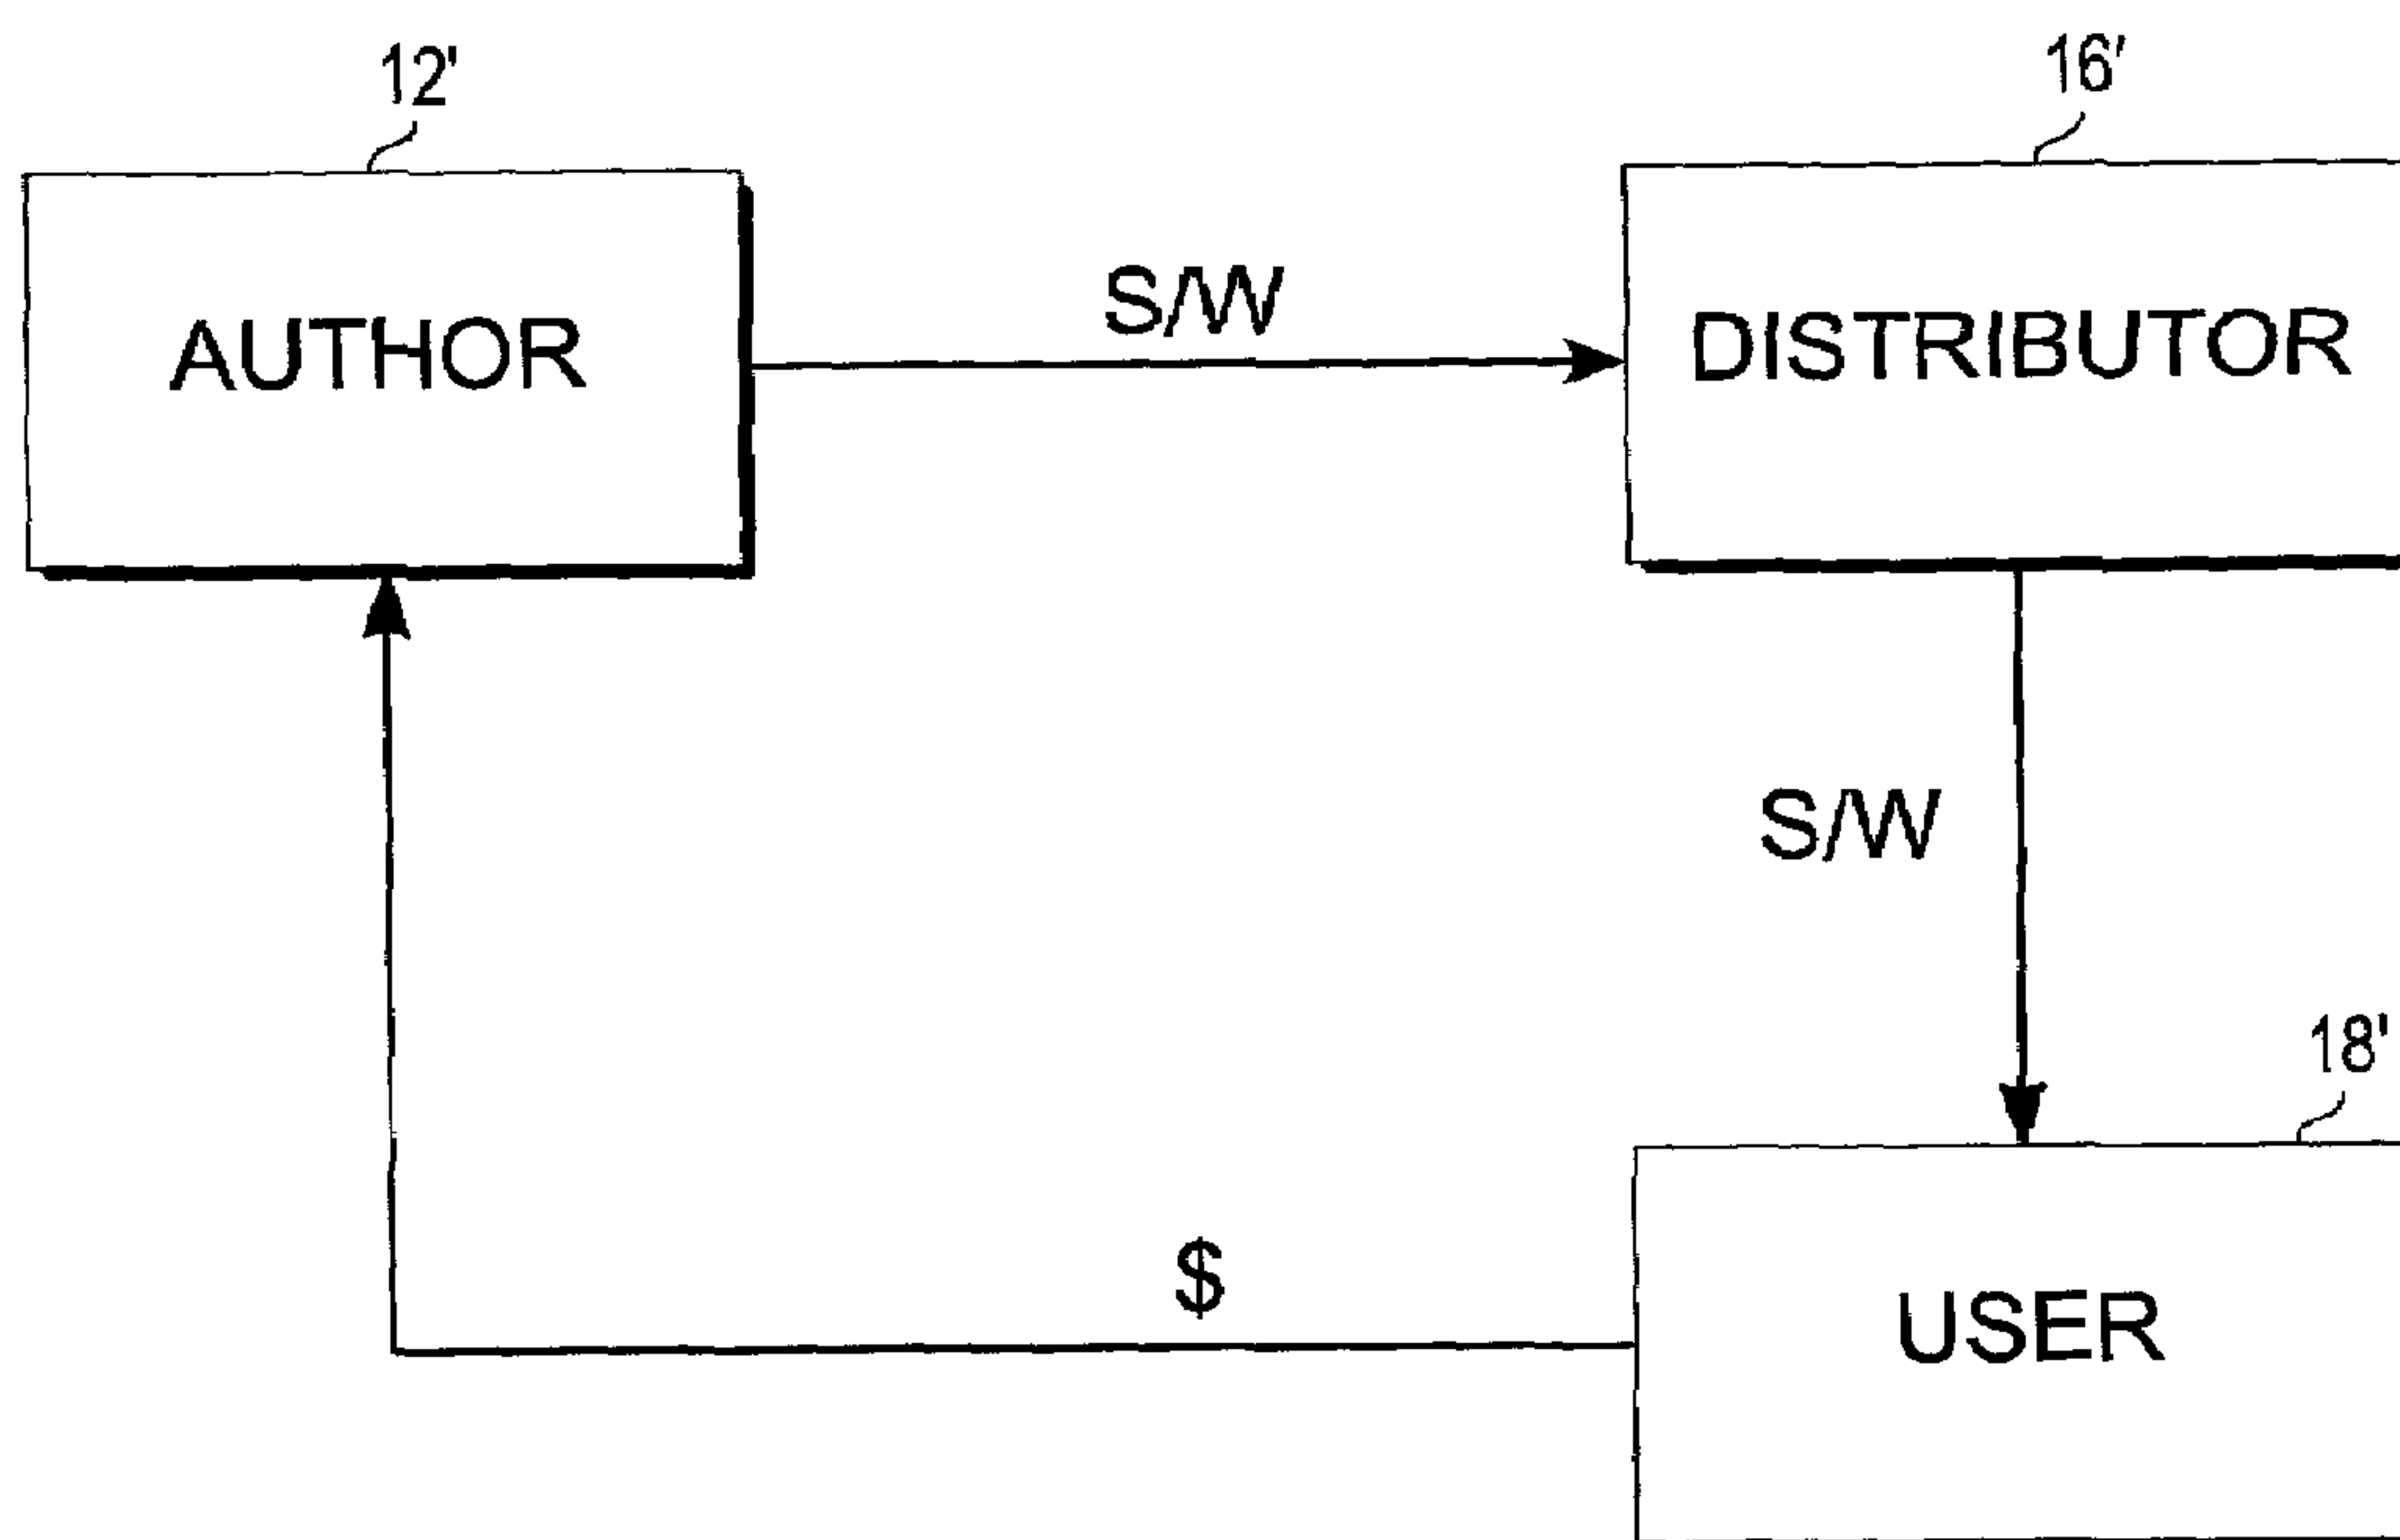 12'
16'
AUTHOR
S/W
DISTRIBUTOR
S/W
18'
$
USER